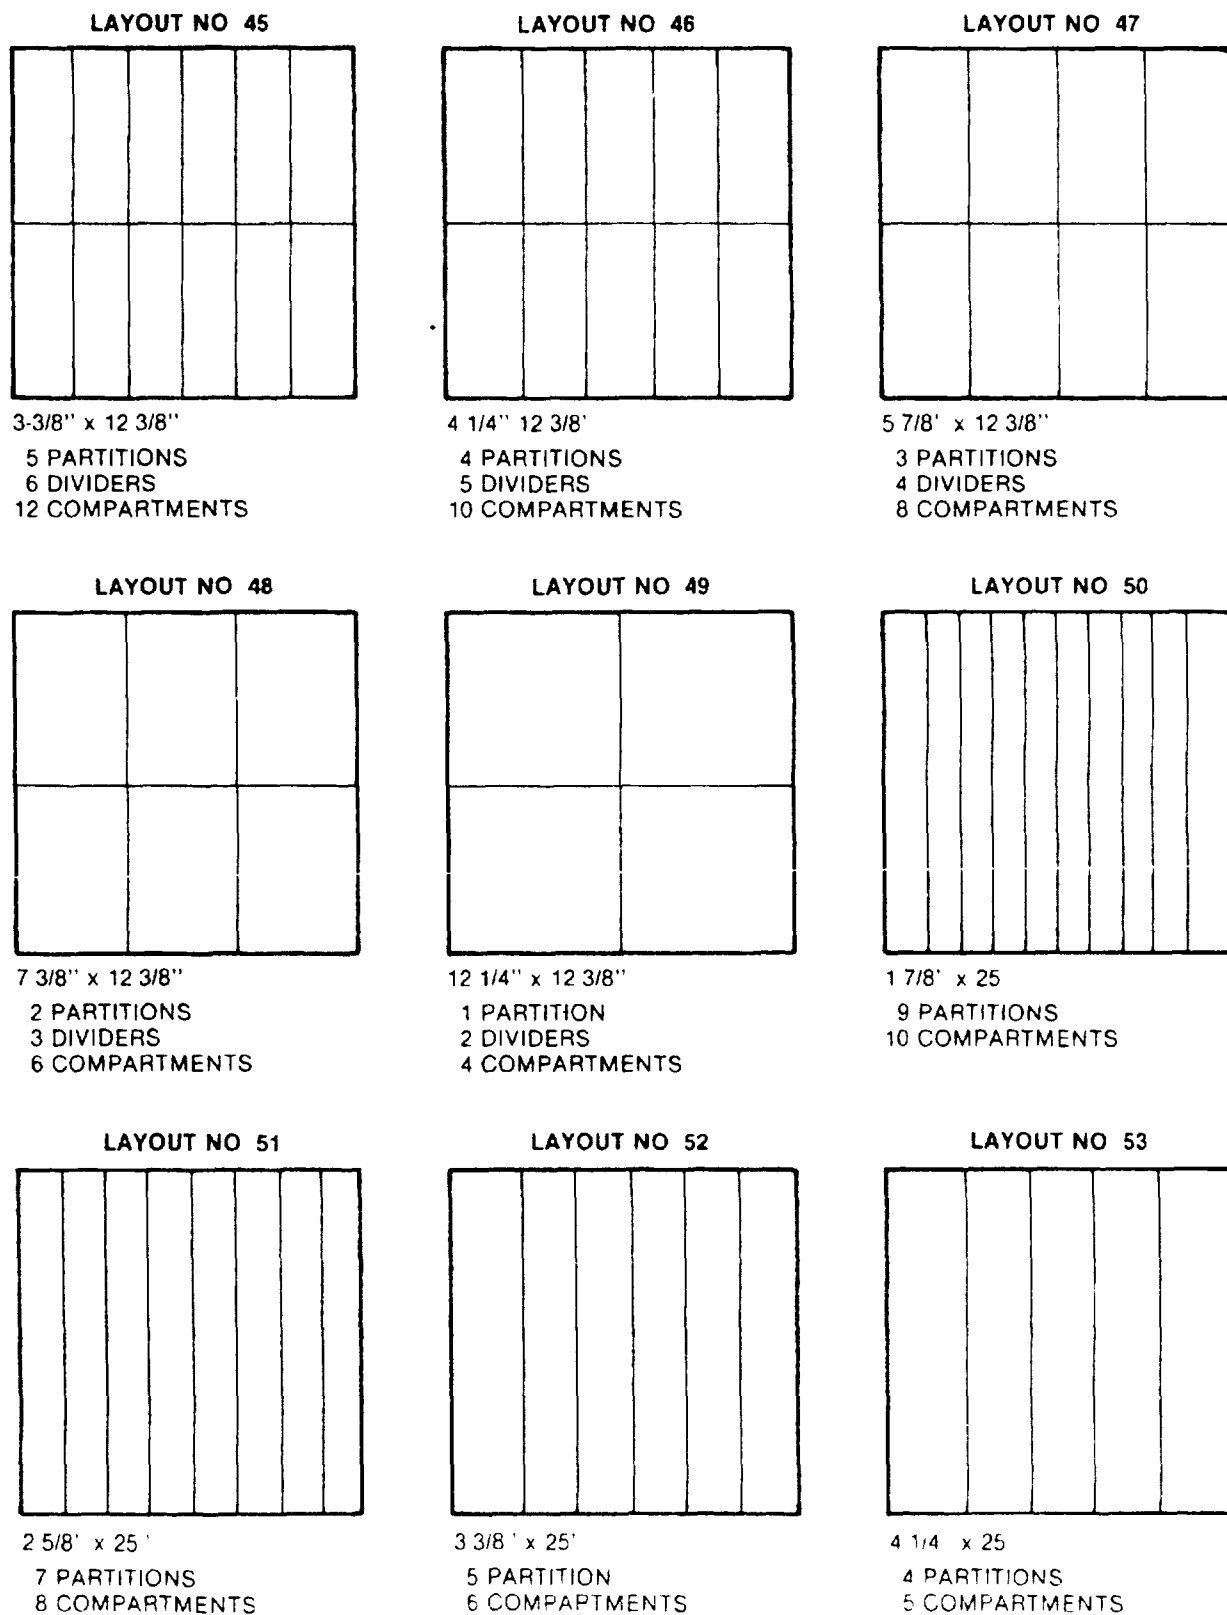 LAYOUT NO 45
3-3/8'' x 12 3/8''
5 PARTITIONS
6 DIVIDERS
12 COMPARTMENTS
LAYOUT NO 46
4 1/4'' 12 3/8'
4 PARTITIONS
5 DIVIDERS
10 COMPARTMENTS
LAYOUT NO 47
5 7/8' x 12 3/8''
3 PARTITIONS
4 DIVIDERS
8 COMPARTMENTS
LAYOUT NO 48
7 3/8'' x 12 3/8''
2 PARTITIONS
3 DIVIDERS
6 COMPARTMENTS
LAYOUT NO 49
12 1/4'' x 12 3/8''
1 PARTITION
2 DIVIDERS
4 COMPARTMENTS
LAYOUT NO 50
1 7/8' x 25
9 PARTITIONS
10 COMPARTMENTS
LAYOUT NO 51
2 5/8' x 25 '
7 PARTITIONS
8 COMPARTMENTS
LAYOUT NO 52
3 3/8 ' x 25'
5 PARTITION
6 COMPAPTMENTS
LAYOUT NO 53
4 1/4 x 25
4 PARTITIONS
5 COMPARTMENTS